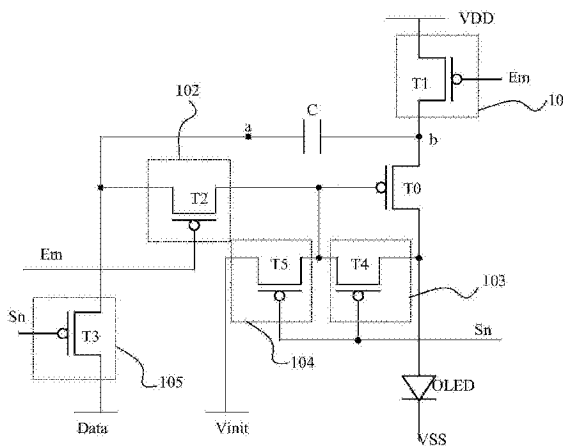 VDD
T1
Em
10
102
a
C
b
T2
T0
Em
T5
T4
103
Sn
T3
104
Sn
105
OLED
Data
Vinit
VSS